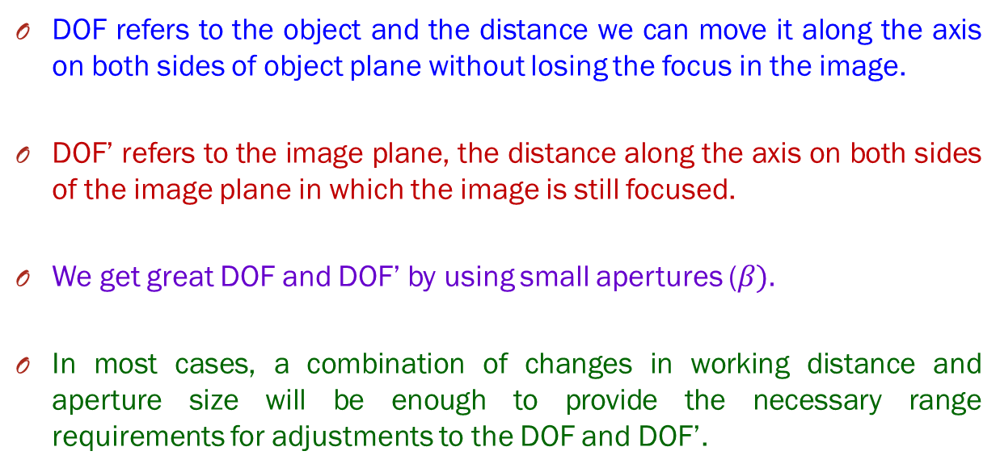 DOF refers to the object and the distance we can move it along the axis
on both sides of object plane without losing the focus in the image.
DOF’ refers to the image plane, the distance along the axis on both sides
of the image plane in which the image is still focused.
We get great DOF and DOF’ by using small apertures (β).
In most cases, a combination of changes in working distance and
aperture size will be enough to provide the necessary range
requirements for adjustments to the DOF and DOF’.